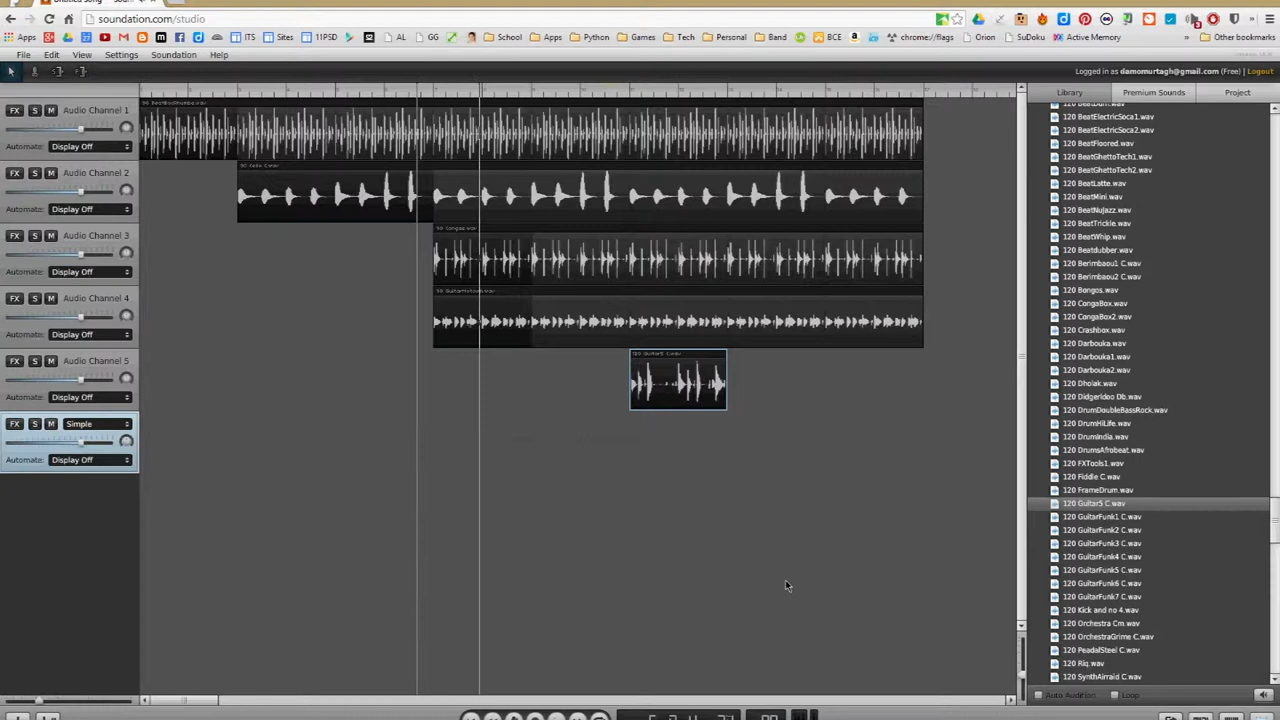 soundation.com/studio
Apps
ITS
Sites
11PSD
AL
GG
School
Apps
Python
Games
Tech
Personal
Band
BCE
chrome://flags
Orion
SuDoku
Active Memory
»
Other bookmarks
File Edit View Settings Soundation Help
Logged in as damomurtagh@gmail.com (Free) | Logout
Library
Premium Sounds
Project
FX S M Audio Channel 1
Automate: Display Off
FX S M Audio Channel 2
Automate: Display Off
FX S M Audio Channel 3
Automate: Display Off
FX S M Audio Channel 4
Automate: Display Off
FX S M Audio Channel 5
Automate: Display Off
FX S M Simple
Automate: Display Off
90 Congas.wav
120 Guitar5 C.wav
120 BeatElectricSoca1.wav
120 BeatElectricSoca2.wav
120 BeatFloored.wav
120 BeatGhettoTech1.wav
120 BeatGhettoTech2.wav
120 BeatLatte.wav
120 BeatMini.wav
120 BeatNujazz.wav
120 BeatTrickle.wav
120 BeatWhip.wav
120 Beatdubber.wav
120 Berimbaou1 C.wav
120 Berimbaou2 C.wav
120 Bongos.wav
120 CongaBox.wav
120 CongaBox2.wav
120 Crashbox.wav
120 Darbouka.wav
120 Darbouka1.wav
120 Darbouka2.wav
120 Dholak.wav
120 Didgeridoo Db.wav
120 DrumDoubleBassRock.wav
120 DrumHiLife.wav
120 DrumIndia.wav
120 DrumsAfrobeat.wav
120 FXTools1.wav
120 Fiddle C.wav
120 FrameDrum.wav
120 Guitar5 C.wav
120 GuitarFunk1 C.wav
120 GuitarFunk2 C.wav
120 GuitarFunk3 C.wav
120 GuitarFunk4 C.wav
120 GuitarFunk5 C.wav
120 GuitarFunk6 C.wav
120 GuitarFunk7 C.wav
120 Kick and no 4.wav
120 Orchestra Cm.wav
120 OrchestraGrime C.wav
120 PeadalSteel C.wav
120 Riq.wav
120 SynthAirraid C.wav
Auto Audition
Loop